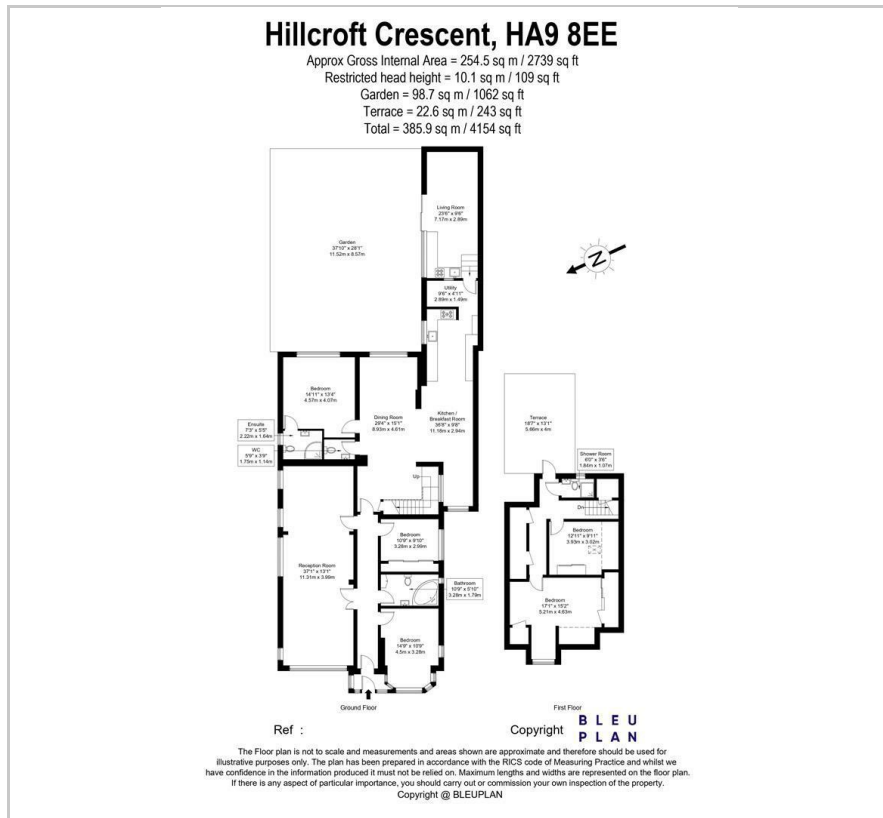 Hillcroft Crescent, HA9 8EE
Approx Gross Internal Area = 254.5 sq m / 2739 sq ft
Restricted head height = 10.1 sq m / 109 sq ft
Garden = 98.7 sq m / 1062 sq ft
Terrace = 22.6 sq m / 243 sq ft
Total = 385.9 sq m / 4154 sq ft
Living Room
23'6" x 9'6"
7.17m x 2.89m
Garden
37'10" x 28'1"
11.52m x 8.57m
N
Utility
9'6" x 4'11"
2.89m x 1.49m
Bedroom
14'11" x 13'4"
4.57m x 4.07m
Dining Room
29'4" x 15'1"
8.93m x 4.61m
Kitchen /
Breakfast Room
36'8" x 9'8"
11.18m x 2.94m
Ensuite
7'3" x 5'5"
2.22m x 1.64m
WC
5'9" x 3'9"
1.75m x 1.14m
Up
Reception Room
37'1" x 13'1"
11.31m x 3.99m
Bedroom
10'9" x 9'10"
3.28m x 2.99m
Bathroom
10'9" x 5'10"
3.28m x 1.79m
Bedroom
14'9" x 10'9"
4.5m x 3.28m
Ground Floor
Terrace
18'7" x 13'1"
5.66m x 4m
Shower Room
6'0" x 3'6"
1.84m x 1.07m
Dn
Bedroom
12'11" x 9'11"
3.93m x 3.02m
Bedroom
17'1" x 15'2"
5.21m x 4.63m
First Floor
Ref :
Copyright
BLEU
PLAN
The Floor plan is not to scale and measurements and areas shown are approximate and therefore should be used for
illustrative purposes only. The plan has been prepared in accordance with the RICS code of Measuring Practice and whilst we
have confidence in the information produced it must not be relied on. Maximum lengths and widths are represented on the floor plan.
If there is any aspect of particular importance, you should carry out or commission your own inspection of the property.
Copyright @ BLEUPLAN